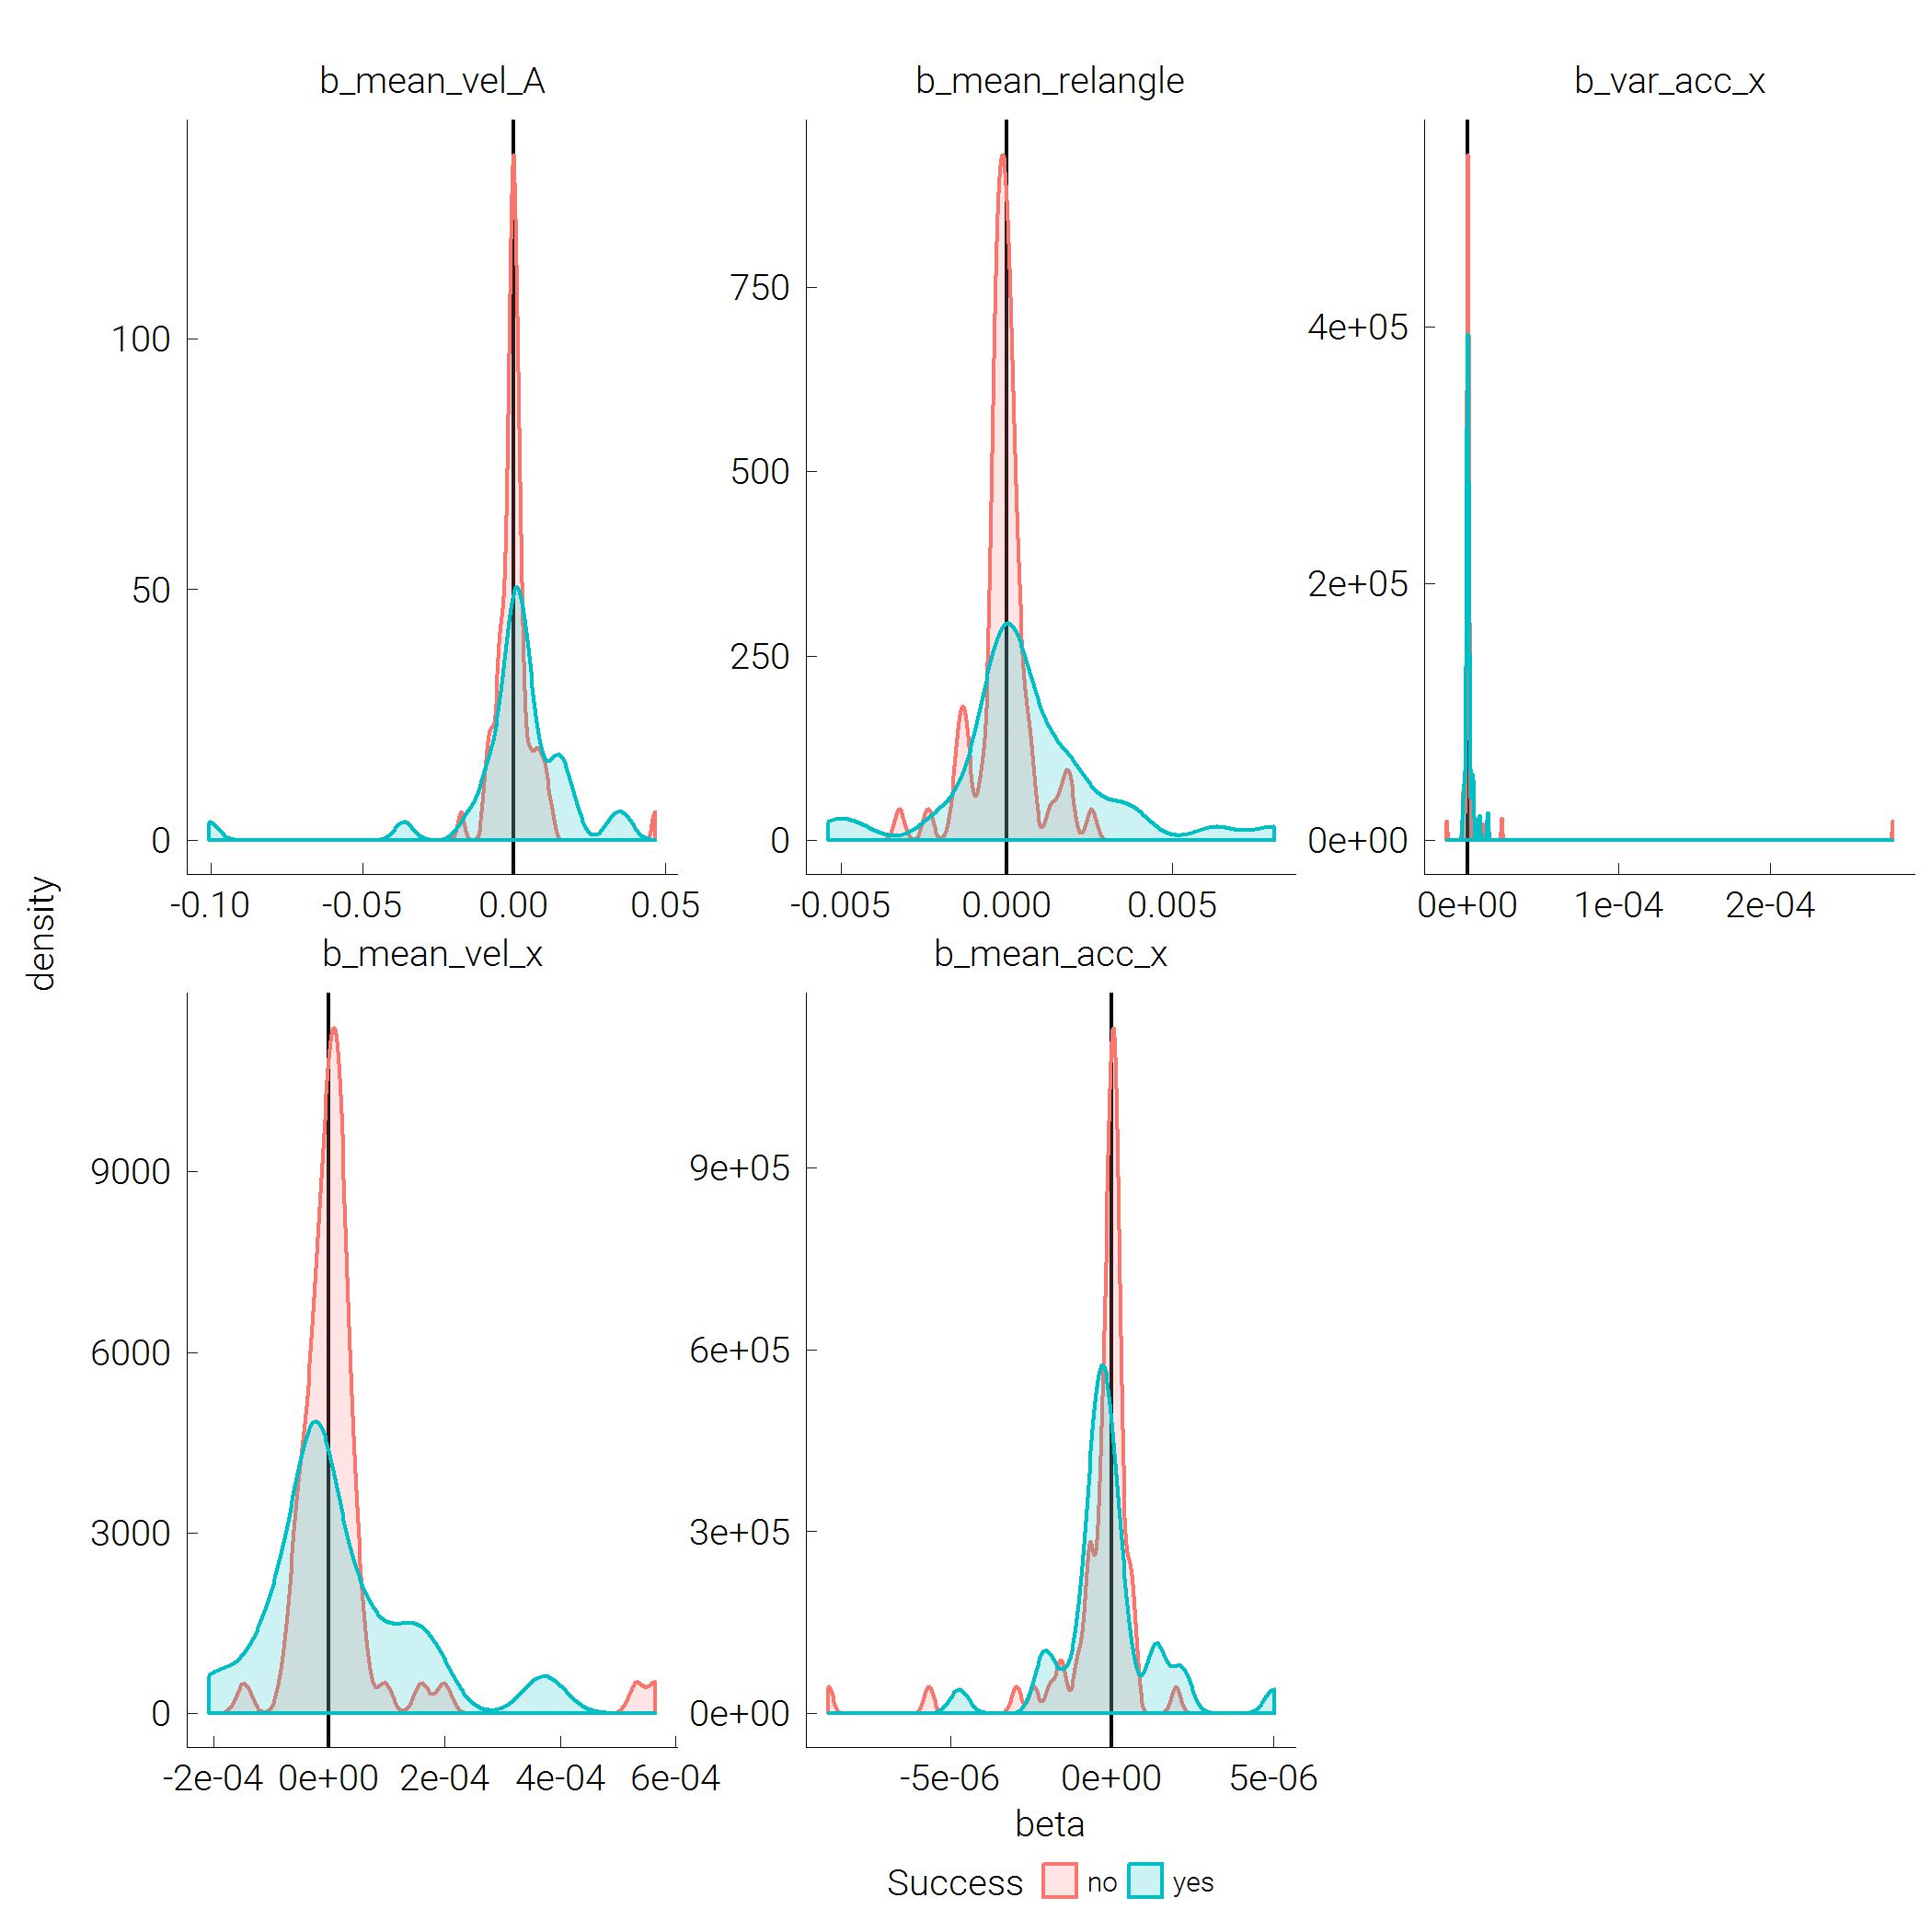 b_mean_vel_A
b_mean_relangle
b_var_acc_x
100
50
0
750
500
250
0
4e+05
2e+05
0e+00
-0.10 -0.05 0.00 0.05
-0.005 0.000 0.005
0e+00 1e-04 2e-04
density
b_mean_vel_x
b_mean_acc_x
9000
6000
3000
0
9e+05
6e+05
3e+05
0e+00
-2e-04 0e+00 2e-04 4e-04 6e-04
-5e-06 0e+00 5e-06
beta
Success no yes